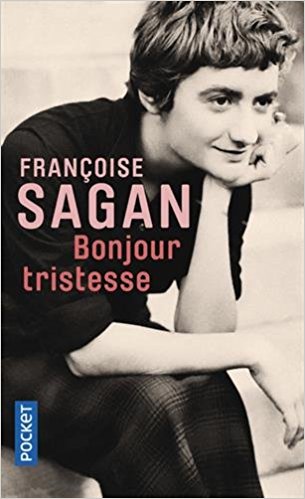 FRANÇOISE
SAGAN
Bonjour
tristesse
POCKET